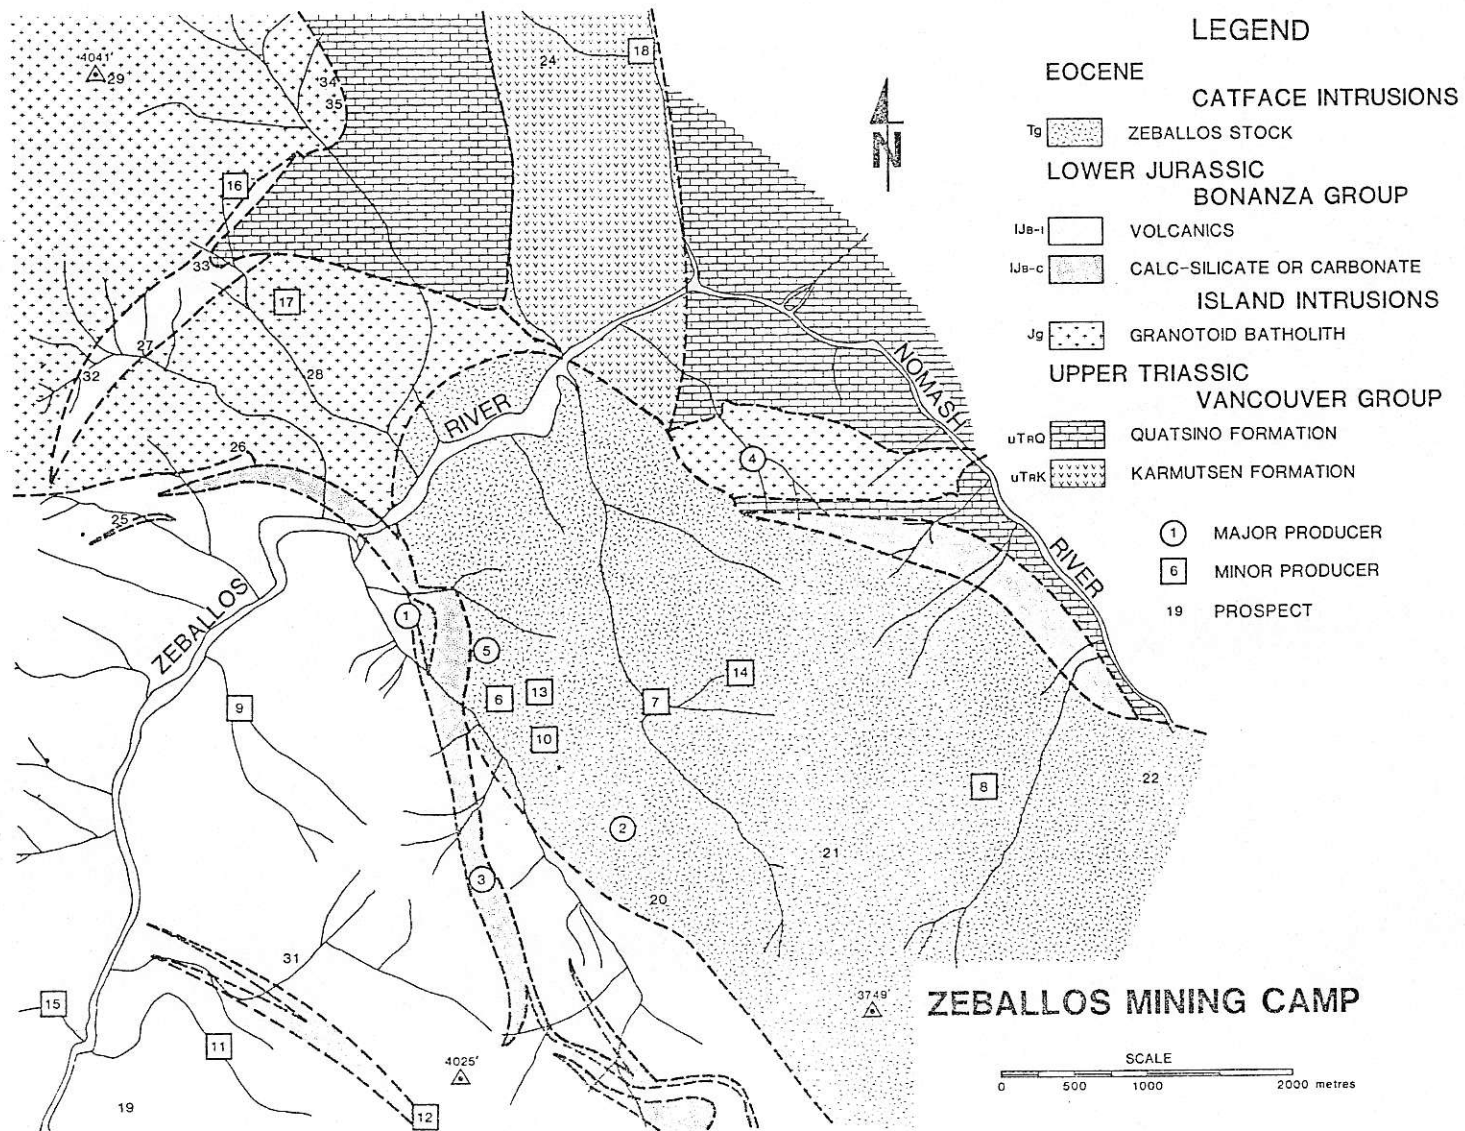 LEGEND
EOCENE
CATFACE INTRUSIONS
Tg ZEBALLOS STOCK
LOWER JURASSIC
BONANZA GROUP
lJB-l VOLCANICS
lJB-c CALC-SILICATE OR CARBONATE
ISLAND INTRUSIONS
Jg GRANOTOID BATHOLITH
UPPER TRIASSIC
VANCOUVER GROUP
uTRQ QUATSINO FORMATION
uTRK KARMUTSEN FORMATION
1 MAJOR PRODUCER
6 MINOR PRODUCER
19 PROSPECT
N
4041'
29
34
35
24
18
16
33
17
27
32
28
26
25
RIVER
NOMASH
RIVER
4
ZEBALLOS
1
5
6
13
14
7
10
9
8
22
2
21
3
20
31
15
11
19
12
4025'
3749'
ZEBALLOS MINING CAMP
SCALE
0 500 1000 2000 metres